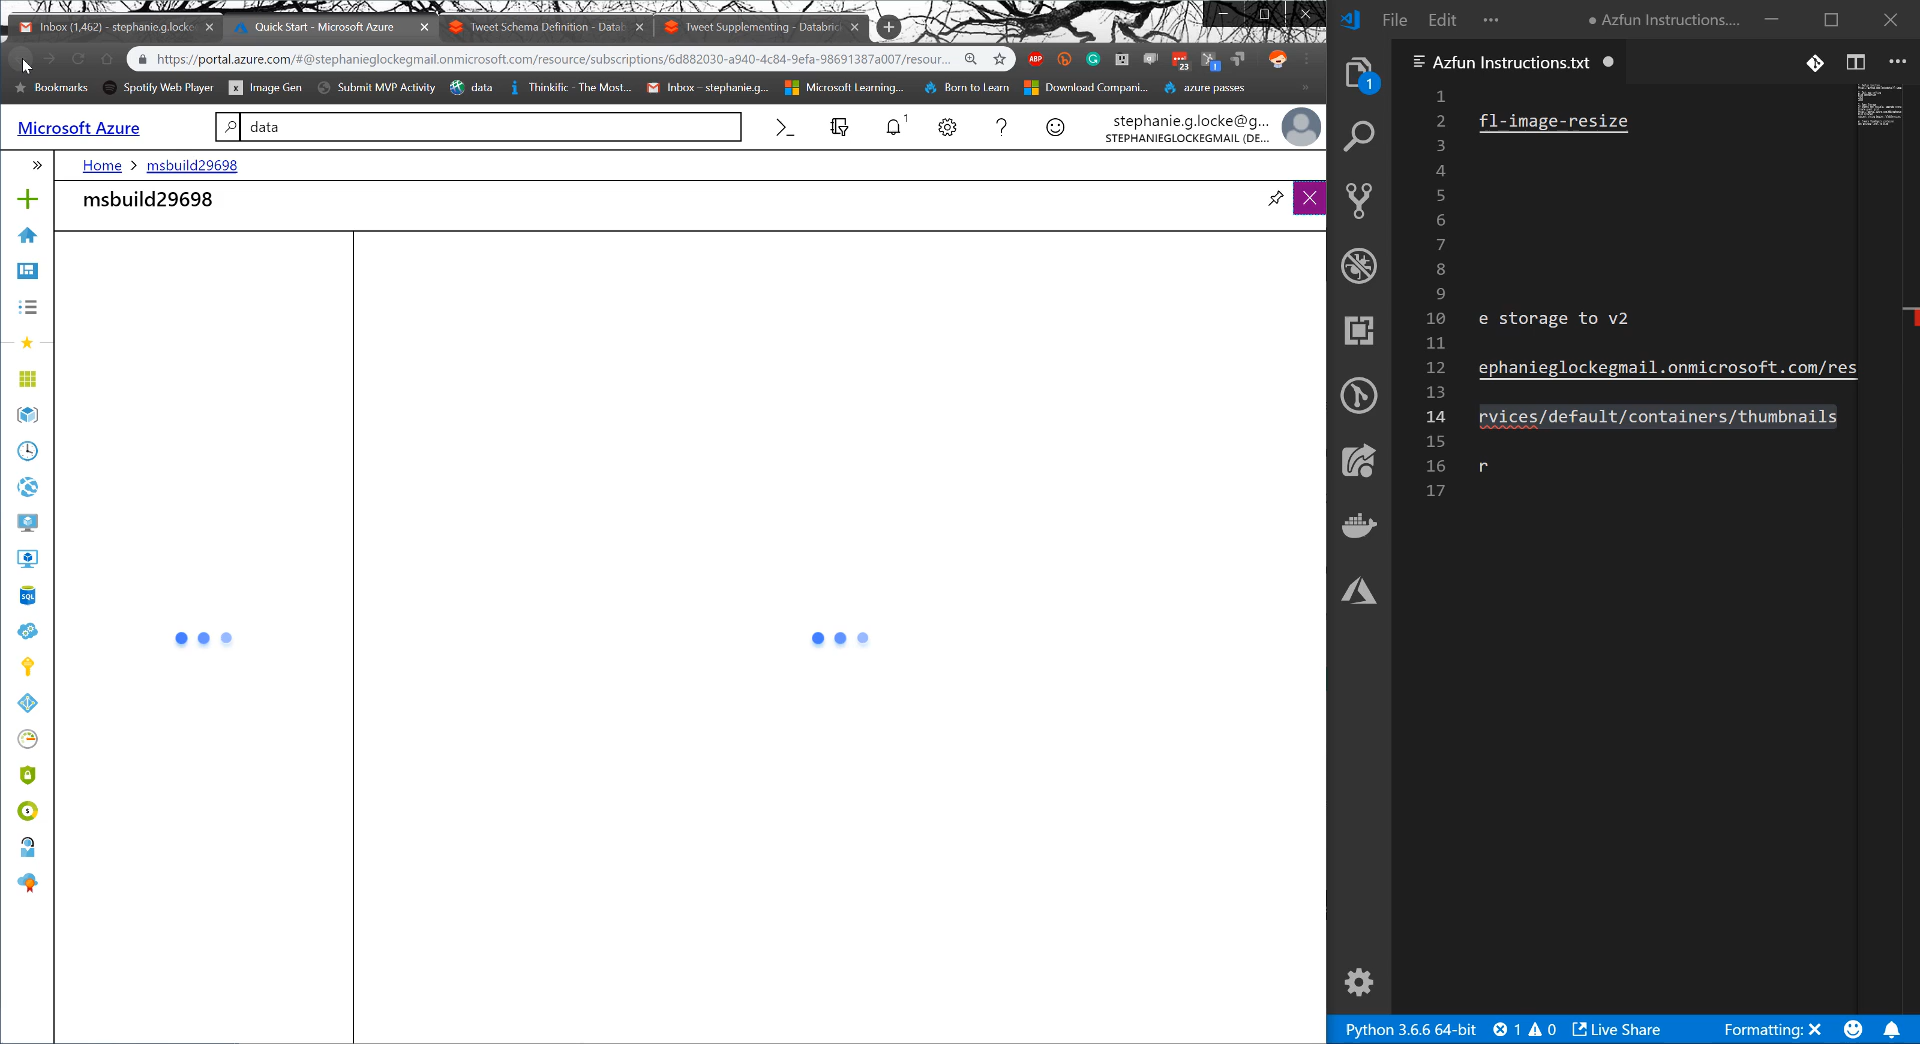 Inbox (1,462) - stephanie.g.locke
Quick Start - Microsoft Azure
Tweet Schema Definition - Datab
Tweet Supplementing - Databric
https://portal.azure.com/#@stephanieglockegmail.onmicrosoft.com/resource/subscriptions/6d882030-a940-4c84-9efa-98691387a007/resour...
ABP
23
1
Bookmarks
Spotify Web Player
Image Gen
Submit MVP Activity
data
Thinkific - The Most...
Inbox – stephanie.g...
Microsoft Learning...
Born to Learn
Download Compani...
azure passes
Microsoft Azure
data
1
stephanie.g.locke@g...
STEPHANIEGLOCKEGMAIL (DE...
Home > msbuild29698
msbuild29698
SQL
File Edit
Azfun Instructions....
Azfun Instructions.txt
1
1
2 fl-image-resize
3
4
5
6
7
8
9
10 e storage to v2
11
12 ephanieglockegmail.onmicrosoft.com/res
13
14 rvices/default/containers/thumbnails
15
16 r
17
Python 3.6.6 64-bit
1
0
Live Share
Formatting: ×